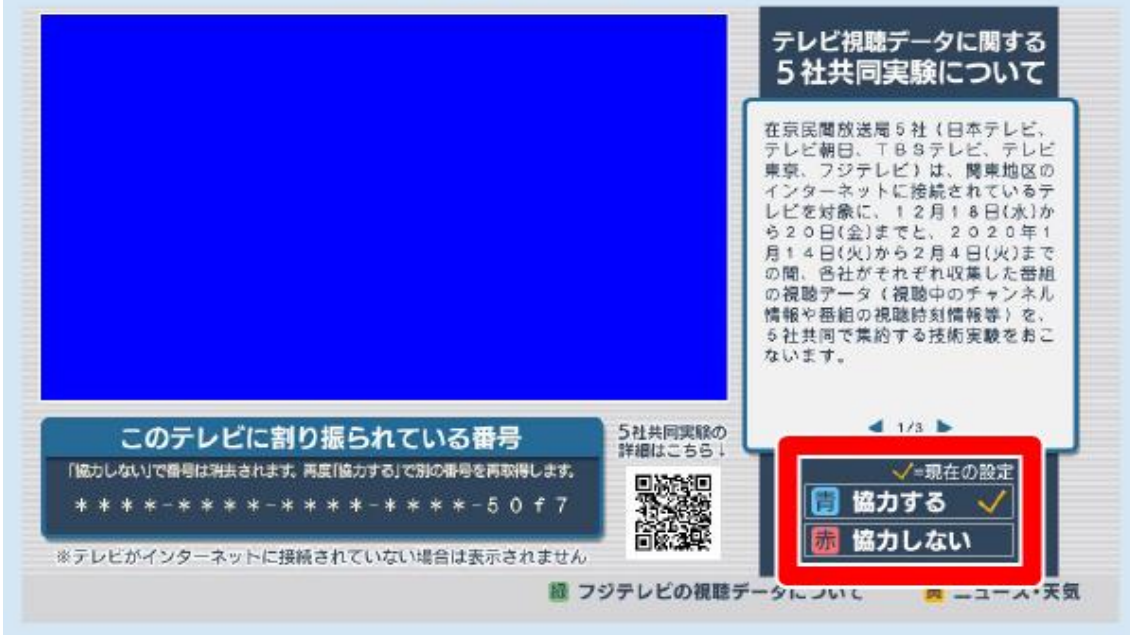 テレビ視聴データに関する
5社共同実験について
在京民間放送局5社(日本テレビ、
テレビ朝日、TBSテレビ、テレビ
東京、フジテレビ)は、関東地区の
インターネットに接続されているテ
レビを対象に、12月18日(水)か
ら20日(金)までと、2020年1
月14日(火)から2月4日(火)まで
の間、各社がそれぞれ収集した番組
の視聴データ(視聴中のチャンネル
情報や番組の視聴時刻情報等)を、
5社共同で集約する技術実験をおこ
ないます。
◀ 1/3 ▶
このテレビに割り振られている番号
「協力しない」で番号は消去されます。再度「協力する」で別の番号を再取得します。
****-****-****-****-50f7
※テレビがインターネットに接続されていない場合は表示されません
5社共同実験の
詳細はこちら↓
✓=現在の設定
青 協力する ✓
赤 協力しない
緑 フジテレビの視聴データについて
黄 ニュース・天気